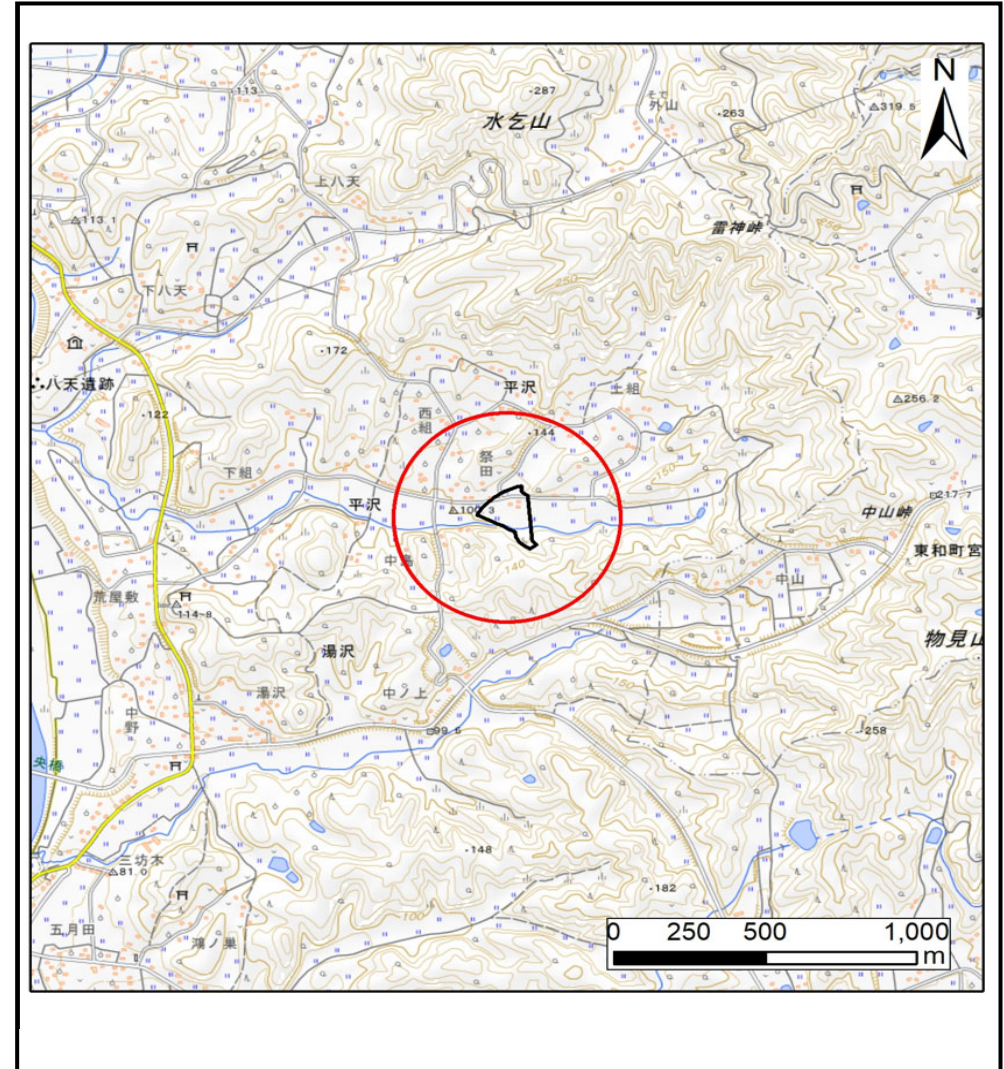 N
·113
·287
そで
外山
水乞山
·263
△319.5
上八天
△113.1
雷神峠
250
下八天
·172
八天遺跡
平沢
土組
△256.2
·122
西組
·144
祭田
150
下組
△100.3
平沢
217.7
中山峠
140
中島
東和町宮
中山
荒屋敷
114.8
湯沢
物見山
湯沢
中ノ上
150
中野
99.6
·258
央橋
三坊木
△81.0
·148
·182
五月田
鴻ノ巣
100
0 250 500 1,000
m